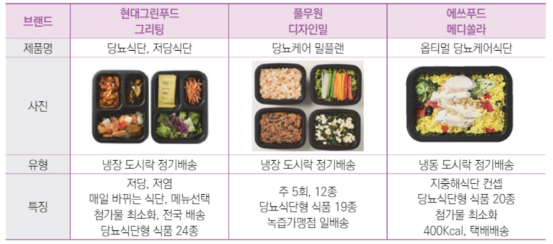 브랜드 현대그린푸드 그리팅 풀무원 디자인밀 에쓰푸드 메디쏠라
제품명 당뇨식단, 저당식단 당뇨케어 밀플랜 옵티멀 당뇨케어식단
사진
유형 냉장 도시락 정기배송 냉장 도시락 정기배송 냉동 도시락 정기배송
특징
저당, 저염
매일 바뀌는 식단, 메뉴선택
첨가물 최소화, 전국 배송
당뇨식단형 식품 24종
주 5회, 12종
당뇨식단형 식품 19종
녹즙가맹점 일배송
지중해식단 컨셉
당뇨식단형 식품 20종
첨가물 최소화
400Kcal, 택배배송